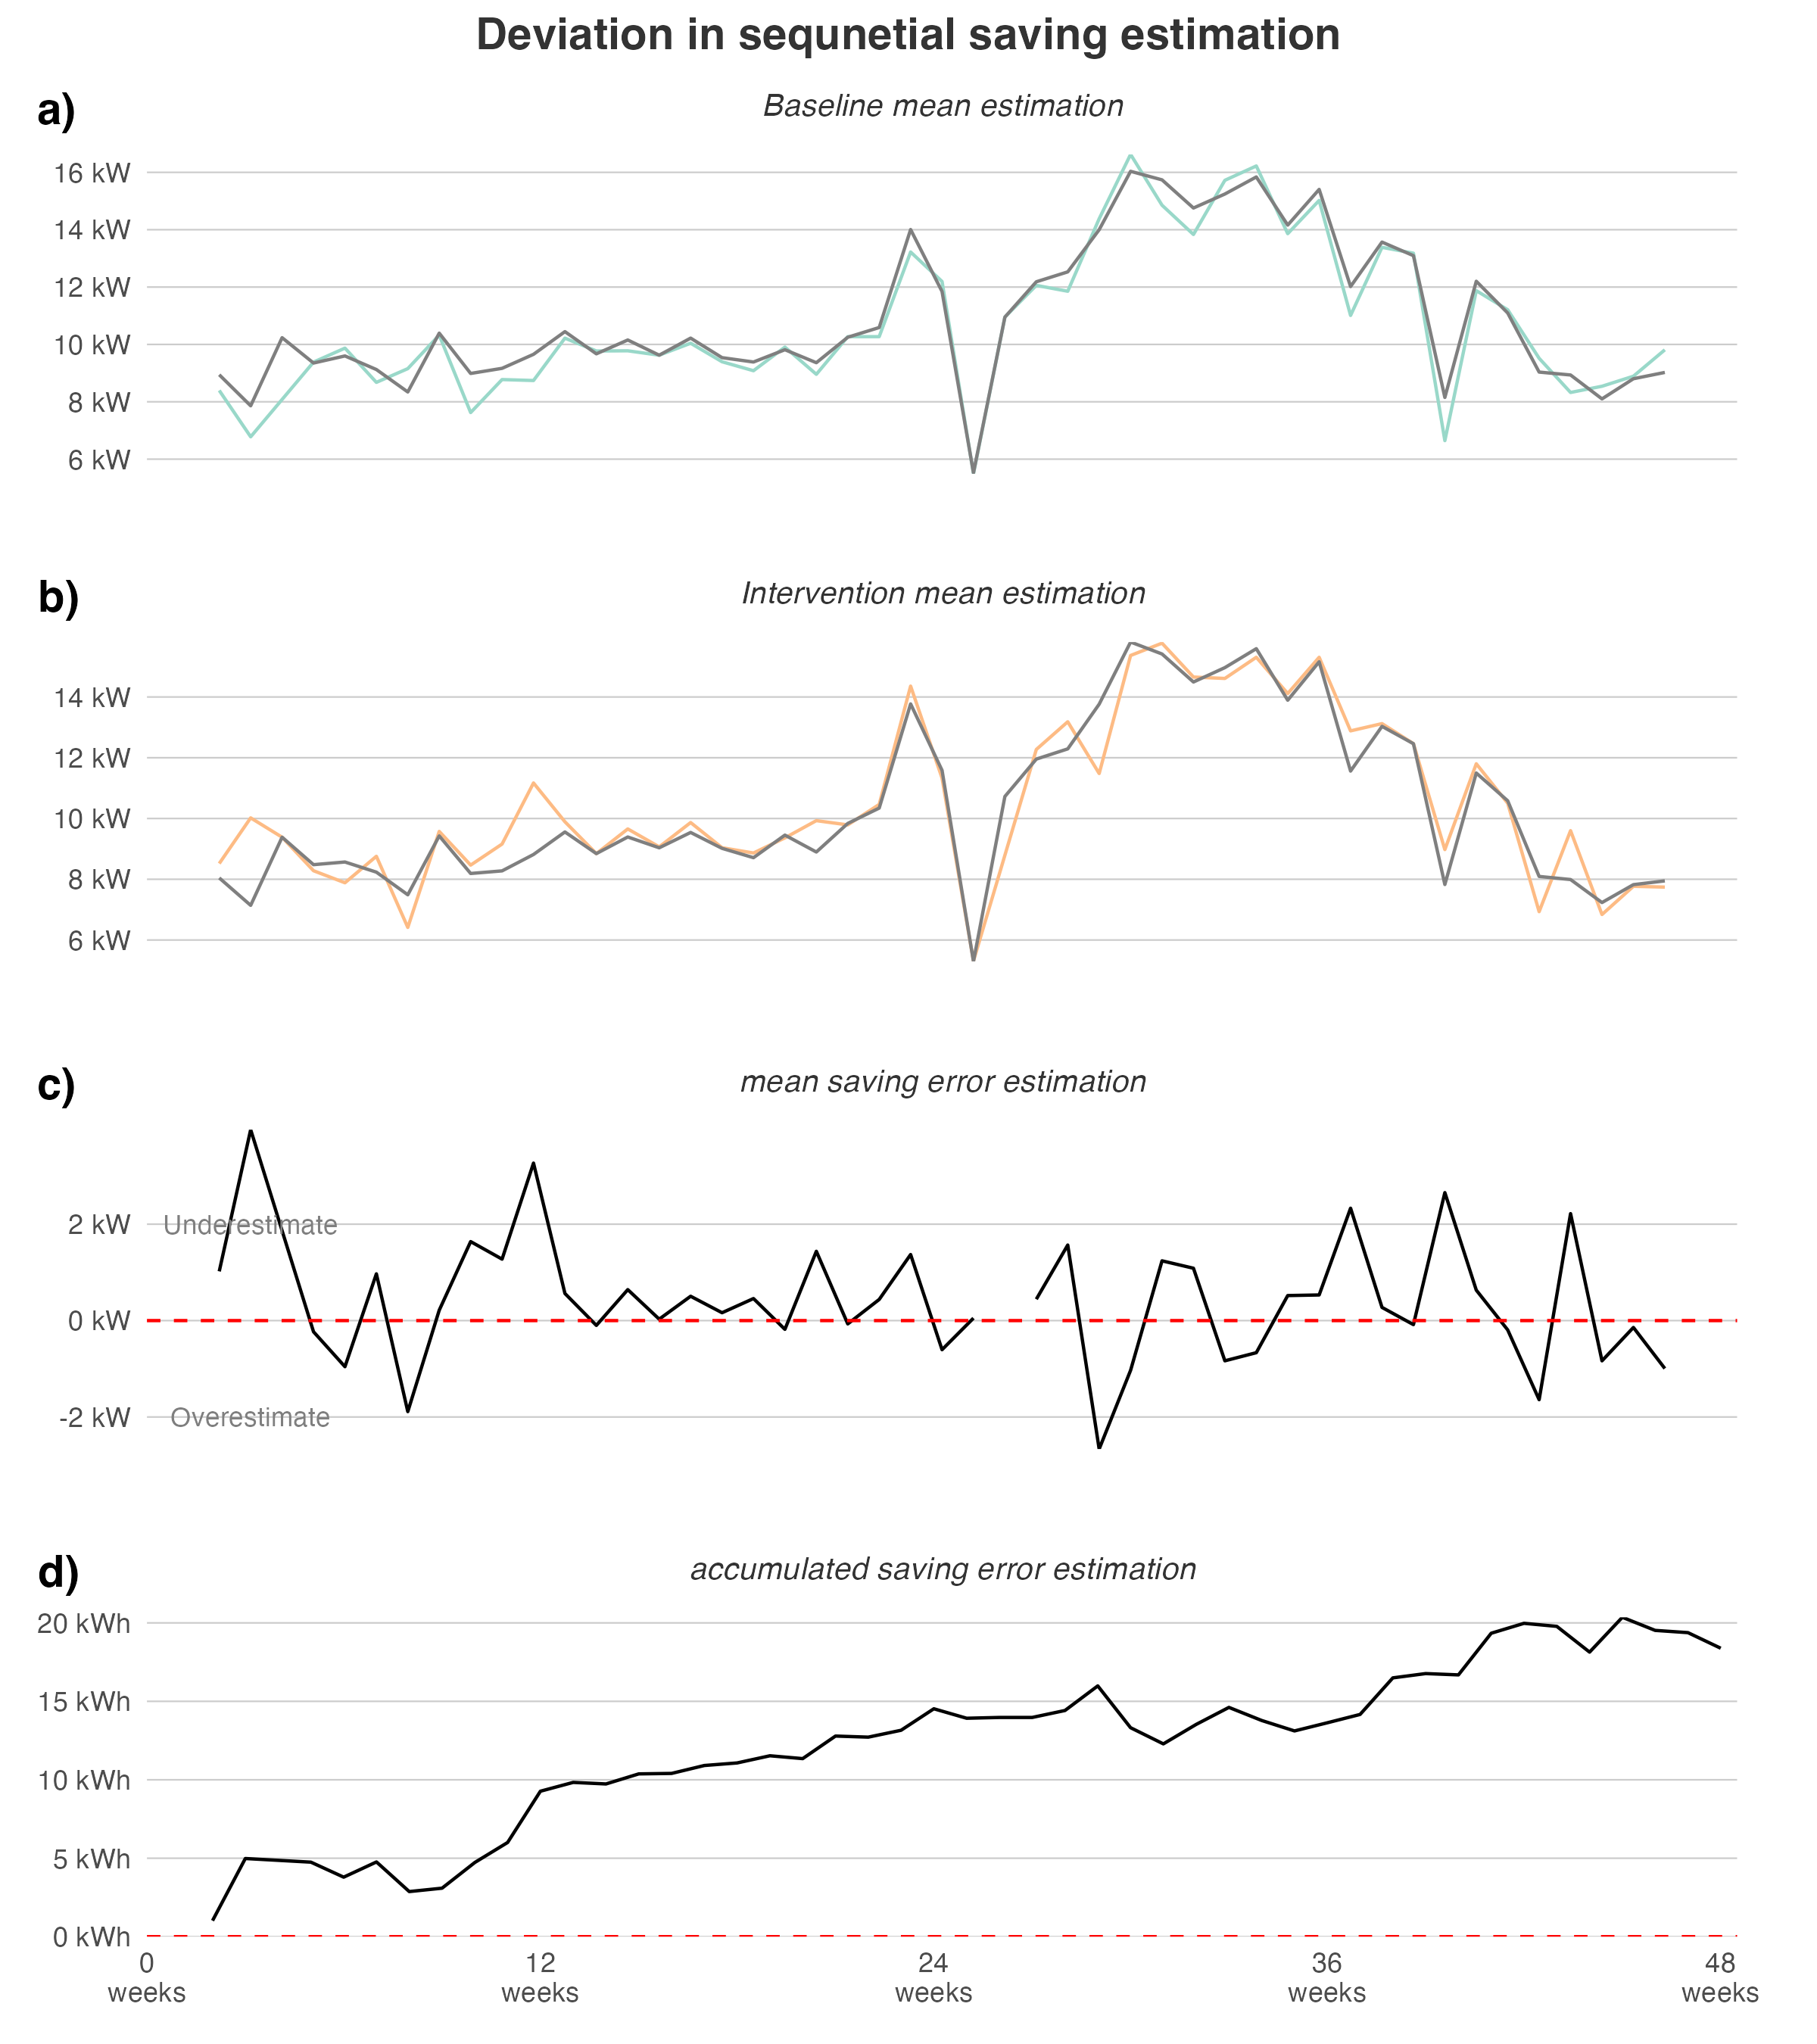 Deviation in sequnetial saving estimation
a)
Baseline mean estimation
16 kW
14 kW
12 kW
10 kW
8 kW
6 kW
b)
Intervention mean estimation
14 kW
12 kW
10 kW
8 kW
6 kW
c)
mean saving error estimation
2 kW
Underestimate
0 kW
-2 kW
Overestimate
d)
accumulated saving error estimation
20 kWh
15 kWh
10 kWh
5 kWh
0 kWh
0 12 24 36 48
weeks weeks weeks weeks weeks